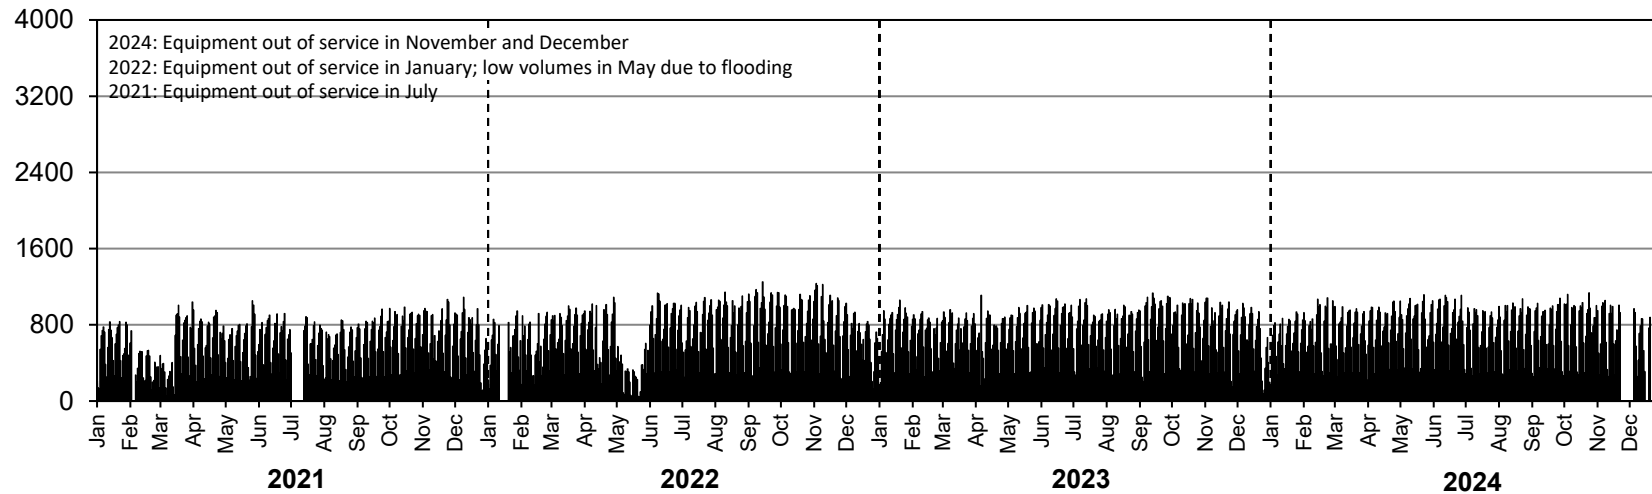 4000
2024: Equipment out of service in November and December
2022: Equipment out of service in January; low volumes in May due to flooding
2021: Equipment out of service in July
3200
2400
1600
800
0
Jan Feb Mar Apr May Jun Jul Aug Sep Oct Nov Dec Jan Feb Mar Apr May Jun Jul Aug Sep Oct Nov Dec Jan Feb Mar Apr May Jun Jul Aug Sep Oct Nov Dec Jan Feb Mar Apr May Jun Jul Aug Sep Oct Nov Dec
2021 2022 2023 2024